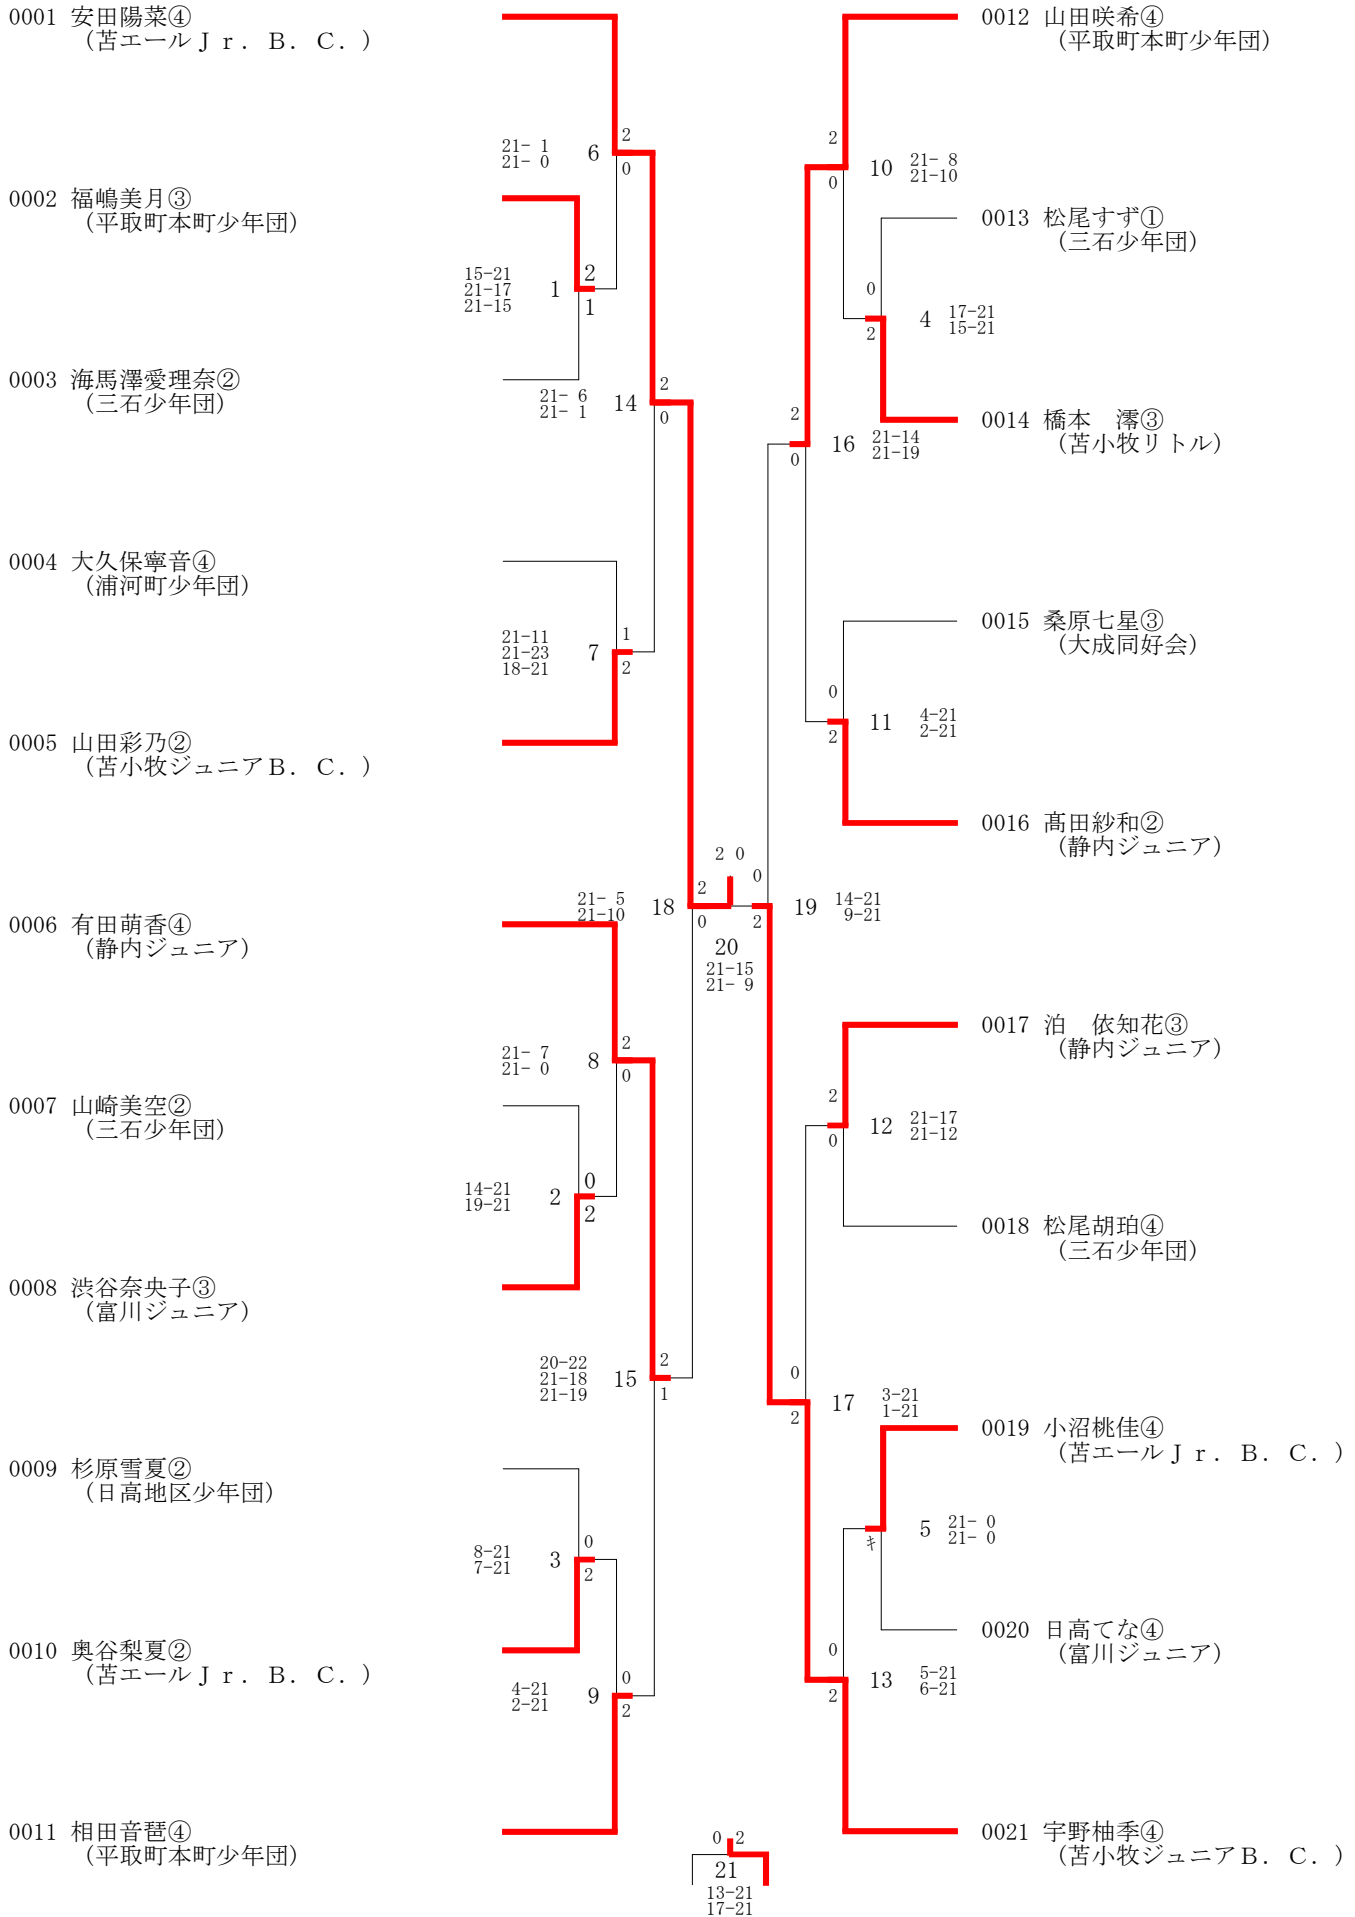 0001 安田陽菜④
（苫エールＪｒ．Ｂ．Ｃ．）
21- 1
21- 0
6
2
0
0002 福嶋美月③
（平取町本町少年団）
15-21
21-17
21-15
1
2
1
0003 海馬澤愛理奈②
（三石少年団）
21- 6
21- 1
14
2
0
0004 大久保寧音④
（浦河町少年団）
21-11
21-23
18-21
7
1
2
0005 山田彩乃②
（苫小牧ジュニアＢ．Ｃ．）
21- 5
21-10
18
2
0
0006 有田萌香④
（静内ジュニア）
21- 7
21- 0
8
2
0
0007 山崎美空②
（三石少年団）
14-21
19-21
2
0
2
0008 渋谷奈央子③
（富川ジュニア）
20-22
21-18
21-19
15
2
1
0009 杉原雪夏②
（日高地区少年団）
8-21
7-21
3
0
2
0010 奥谷梨夏②
（苫エールＪｒ．Ｂ．Ｃ．）
4-21
2-21
9
0
2
0011 相田音琶④
（平取町本町少年団）
2 0
20
21-15
21- 9
0 2
21
13-21
17-21
0012 山田咲希④
（平取町本町少年団）
2
0
10
21- 8
21-10
0013 松尾すず①
（三石少年団）
0
2
4
17-21
15-21
0014 橋本　澪③
（苫小牧リトル）
2
0
16
21-14
21-19
0015 桑原七星③
（大成同好会）
0
2
11
4-21
2-21
0016 髙田紗和②
（静内ジュニア）
0
2
19
14-21
9-21
0017 泊　依知花③
（静内ジュニア）
2
0
12
21-17
21-12
0018 松尾胡珀④
（三石少年団）
0
2
17
3-21
1-21
0019 小沼桃佳④
（苫エールＪｒ．Ｂ．Ｃ．）
ｷ
5
21- 0
21- 0
0020 日高てな④
（富川ジュニア）
0
2
13
5-21
6-21
0021 宇野柚季④
（苫小牧ジュニアＢ．Ｃ．）